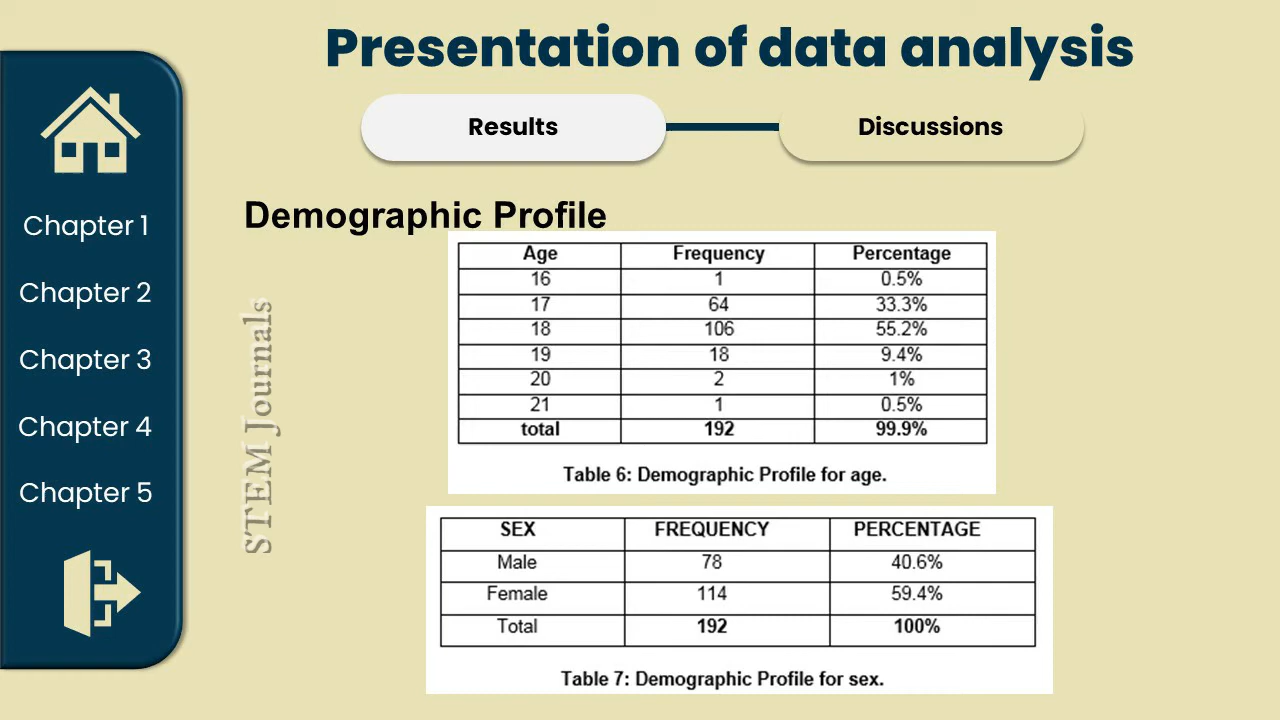 Presentation of data analysis
Results
Discussions
Chapter 1
Chapter 2
Chapter 3
Chapter 4
Chapter 5
STEM Journals
Demographic Profile
Age Frequency Percentage
16 1 0.5%
17 64 33.3%
18 106 55.2%
19 18 9.4%
20 2 1%
21 1 0.5%
total 192 99.9%
Table 6: Demographic Profile for age.
SEX FREQUENCY PERCENTAGE
Male 78 40.6%
Female 114 59.4%
Total 192 100%
Table 7: Demographic Profile for sex.